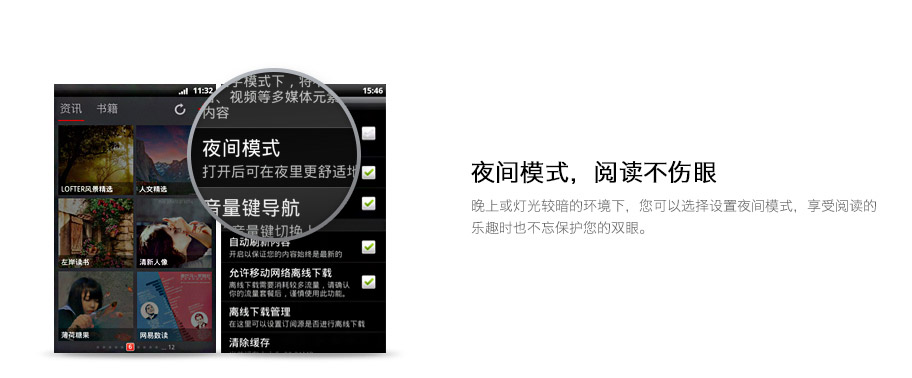 11:32
资讯 书籍
LOFTER风景精选
人文精选
左岸读书
清新人像
薄荷糖果
网易数读
6
... 12
15:46
字模式下，将
、视频等多媒体元素
内容
夜间模式
打开后可在夜里更舒适地
音量键导航
音量键切换
自动刷新内容
开启以保证您的内容始终是最新的
允许移动网络离线下载
离线下载需要消耗较多流量，请确认
你的流量套餐后，谨慎使用此功能。
离线下载管理
在这里可以设置订阅源是否进行离线下载
清除缓存
夜间模式，阅读不伤眼
晚上或灯光较暗的环境下，您可以选择设置夜间模式，享受阅读的
乐趣时也不忘保护您的双眼。